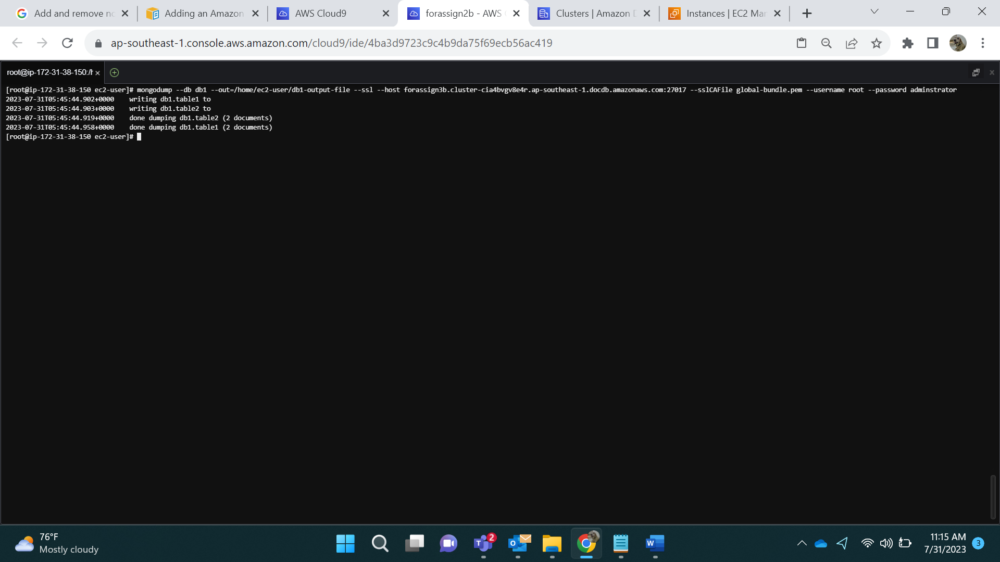 Add and remove no
Adding an Amazon
AWS Cloud9
forassign2b - AWS
Clusters | Amazon D
Instances | EC2 Man
ap-southeast-1.console.aws.amazon.com/cloud9/ide/4ba3d9723c9c4b9da75f69ecb56ac419
root@ip-172-31-38-150:/h
[root@ip-172-31-38-150 ec2-user]# mongodump --db db1 --out=/home/ec2-user/db1-output-file --ssl --host forassign3b.cluster-cia4bvgv8e4r.ap-southeast-1.docdb.amazonaws.com:27017 --sslCAFile global-bundle.pem --username root --password adminstrator
2023-07-31T05:45:44.902+0000 writing db1.table1 to
2023-07-31T05:45:44.903+0000 writing db1.table2 to
2023-07-31T05:45:44.919+0000 done dumping db1.table2 (2 documents)
2023-07-31T05:45:44.958+0000 done dumping db1.table1 (2 documents)
[root@ip-172-31-38-150 ec2-user]#
76°F
Mostly cloudy
2
11:15 AM
7/31/2023
3